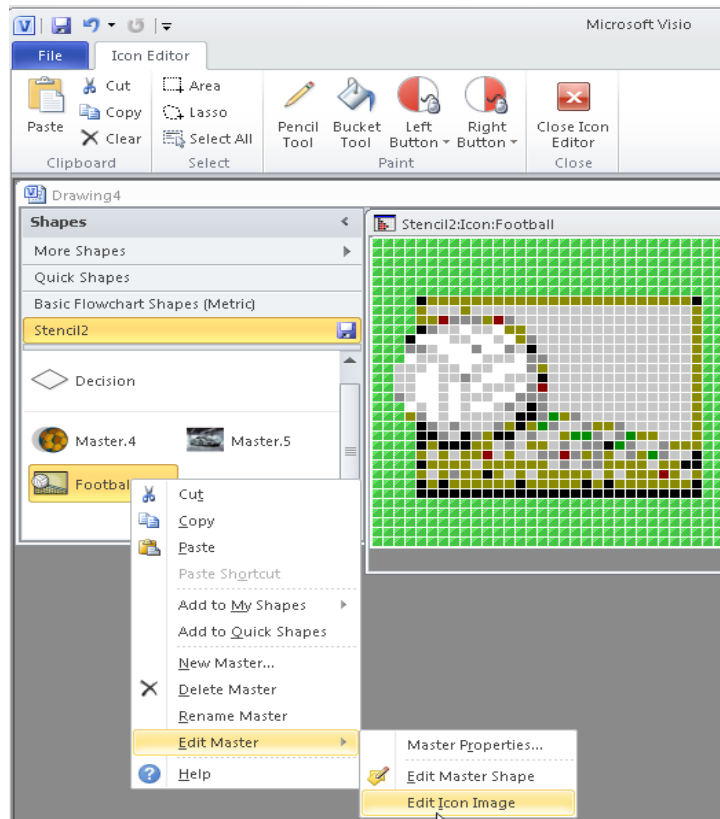 Microsoft Visio
File
Icon Editor
Paste
Cut
Copy
Clear
Clipboard
Area
Lasso
Select All
Select
Pencil Tool
Bucket Tool
Left Button
Right Button
Paint
Close Icon Editor
Close
Drawing4
Shapes
More Shapes
Quick Shapes
Basic Flowchart Shapes (Metric)
Stencil2
Decision
Master.4
Master.5
Footbal
Stencil2:Icon:Football
Cut
Copy
Paste
Paste Shortcut
Add to My Shapes
Add to Quick Shapes
New Master...
Delete Master
Rename Master
Edit Master
Help
Master Properties...
Edit Master Shape
Edit Icon Image